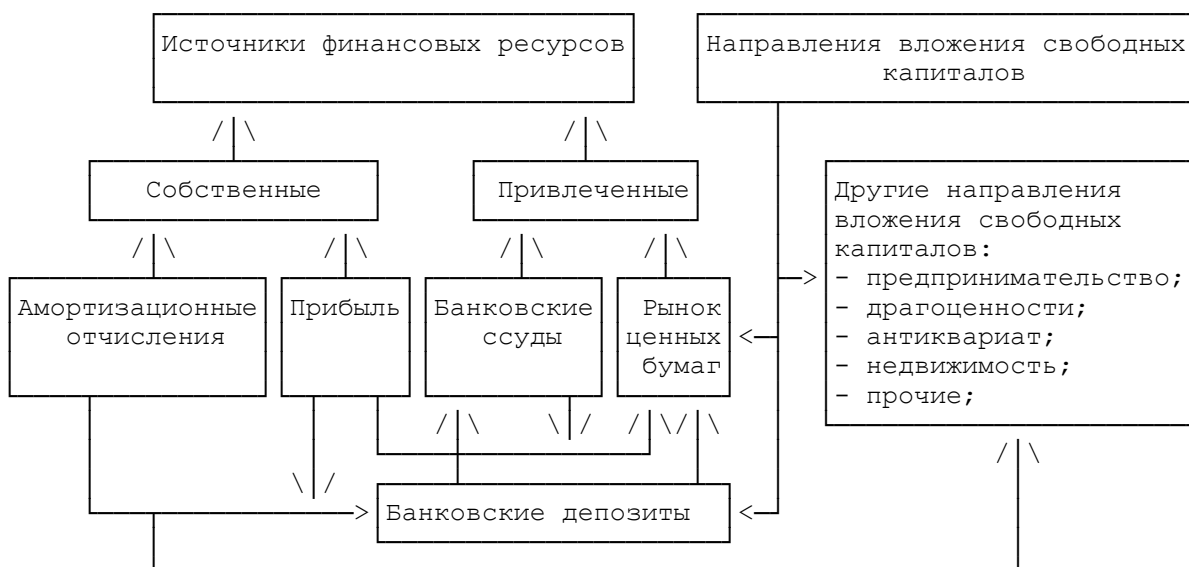 Источники финансовых ресурсов
Направления вложения свободных
капиталов
Собственные
Привлеченные
Другие направления
вложения свободных
капиталов:
- предпринимательство;
- драгоценности;
- антиквариат;
- недвижимость;
- прочие;
Амортизационные
отчисления
Прибыль
Банковские
ссуды
Рынок
ценных
бумаг
Банковские депозиты